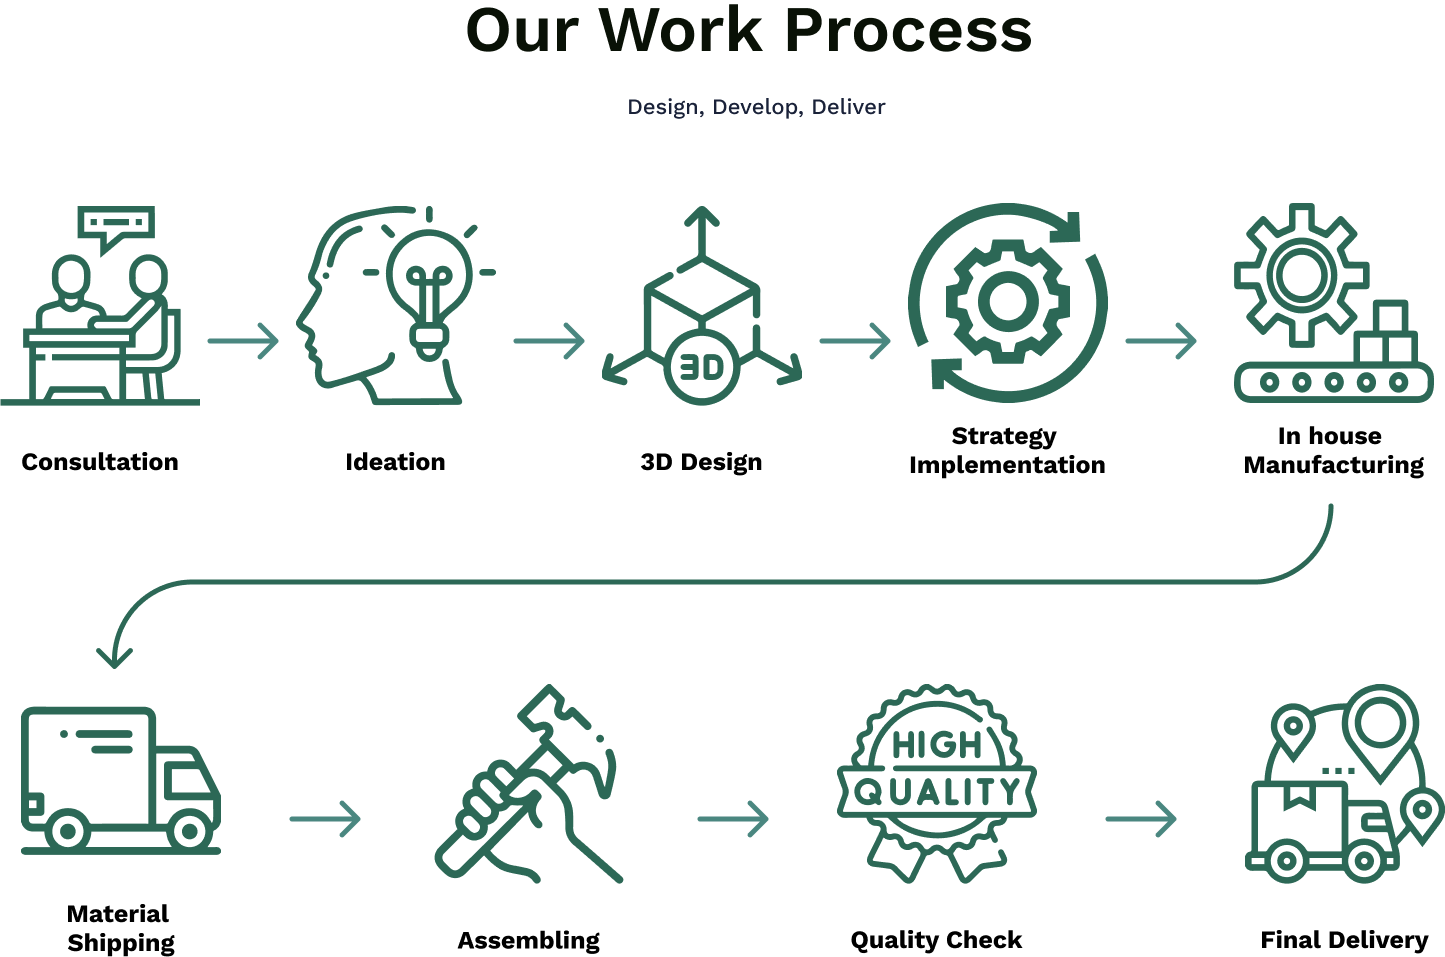 Our Work Process
Design, Develop, Deliver
3D
Consultation
Ideation
3D Design
Strategy
Implementation
In house
Manufacturing
HIGH
QUALITY
Material
Shipping
Assembling
Quality Check
Final Delivery